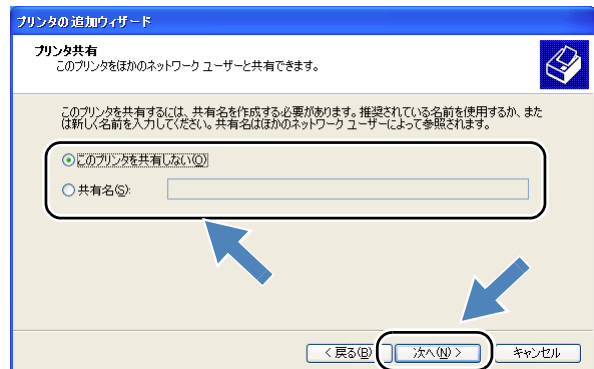 プリンタの追加ウィザード
プリンタ共有
このプリンタをほかのネットワーク ユーザーと共有できます。
このプリンタを共有するには、共有名を作成する必要があります。推奨されている名前を使用するか、また
は新しく名前を入力してください。共有名はほかのネットワーク ユーザーによって参照されます。
このプリンタを共有しない(O)
共有名(S):
< 戻る(B) 次へ(N) > キャンセル